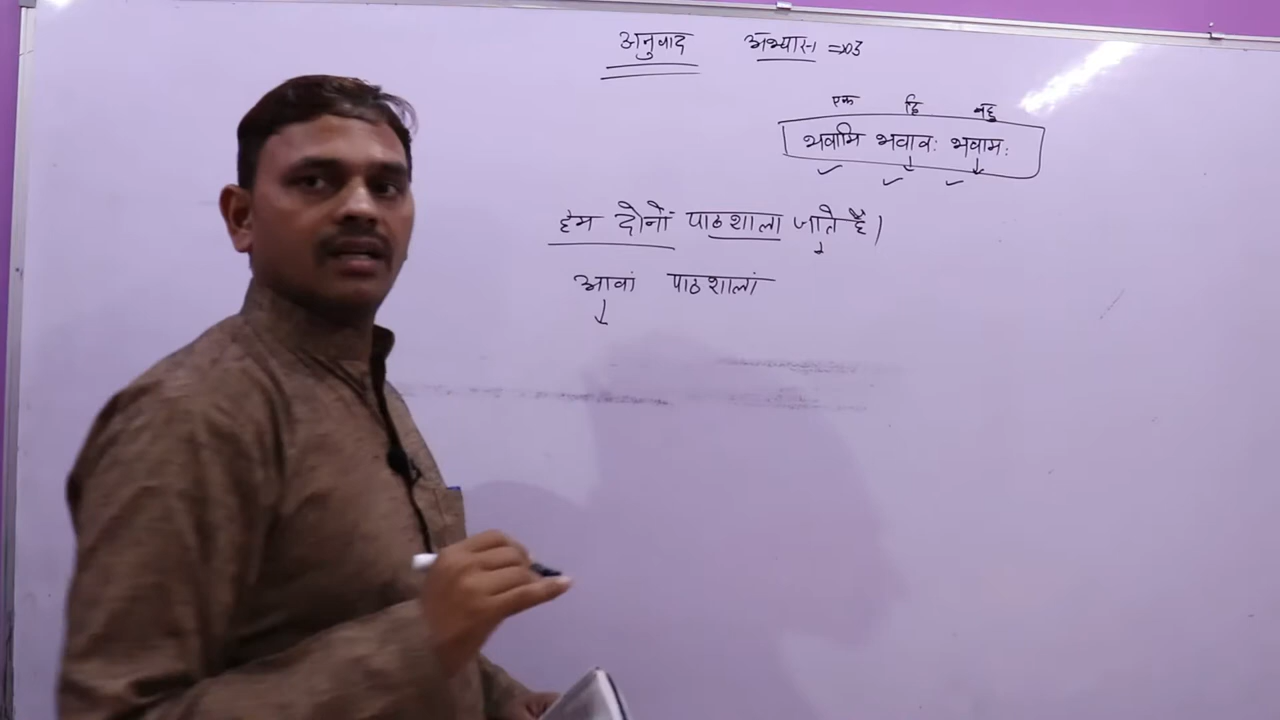 अनुवाद अभ्यास =>03
एक द्वि बहु
भवामि भवावः भवामः
हम दोनों पाठशाला जाते हैं।
आवां पाठशालां